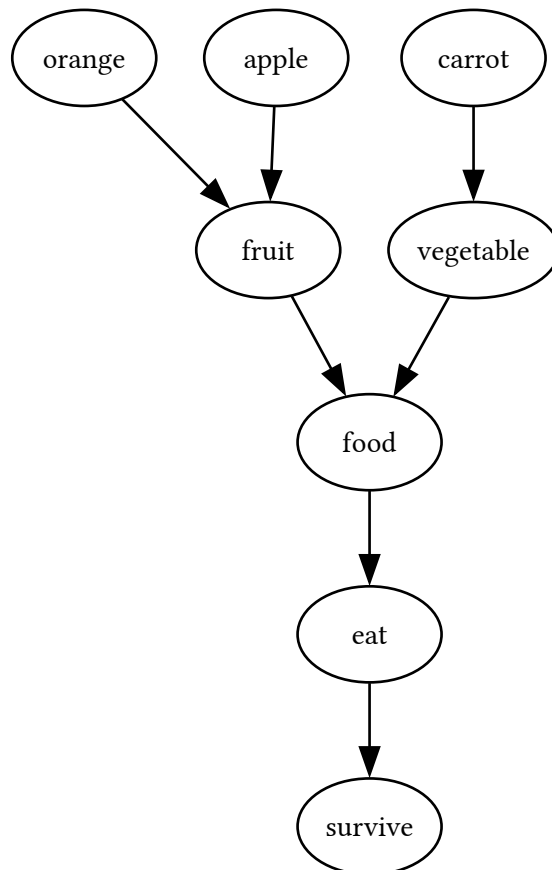 orange
apple
carrot
fruit
vegetable
food
eat
survive